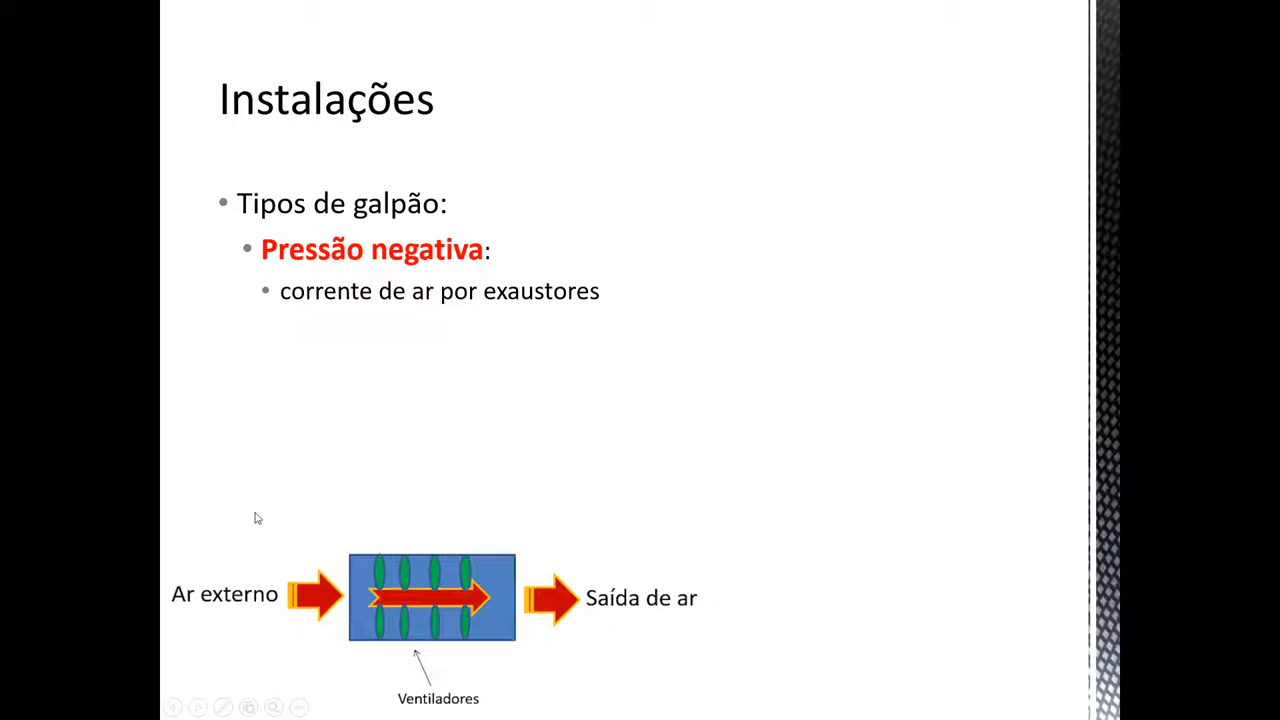 Instalações
• Tipos de galpão:
• Pressão negativa:
• corrente de ar por exaustores
Ar externo
Saída de ar
Ventiladores